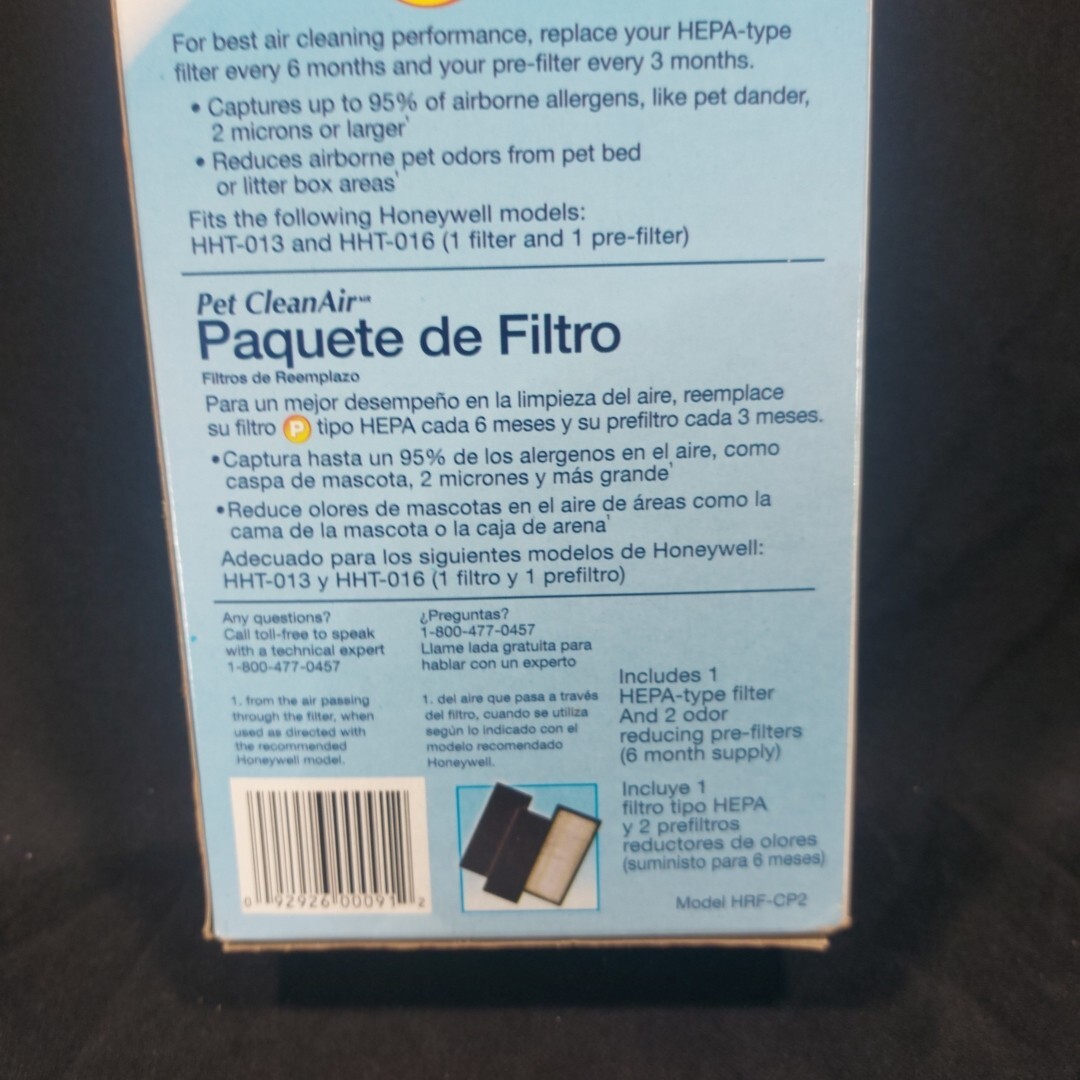 For best air cleaning performance, replace your HEPA-type
filter every 6 months and your pre-filter every 3 months.
• Captures up to 95% of airborne allergens, like pet dander,
2 microns or larger¹
• Reduces airborne pet odors from pet bed
or litter box areas¹
Fits the following Honeywell models:
HHT-013 and HHT-016 (1 filter and 1 pre-filter)
Pet CleanAir
Paquete de Filtro
Filtros de Reemplazo
Para un mejor desempeño en la limpieza del aire, reemplace
su filtro P tipo HEPA cada 6 meses y su prefiltro cada 3 meses.
•Captura hasta un 95% de los alergenos en el aire, como
caspa de mascota, 2 micrones y más grande¹
•Reduce olores de mascotas en el aire de áreas como la
cama de la mascota o la caja de arena¹
Adecuado para los siguientes modelos de Honeywell:
HHT-013 y HHT-016 (1 filtro y 1 prefiltro)
Any questions?
Call toll-free to speak
with a technical expert
1-800-477-0457
1. from the air passing
through the filter, when
used as directed with
the recommended
Honeywell model.
¿Preguntas?
1-800-477-0457
Llame lada gratuita para
hablar con un experto
1. del aire que pasa a través
del filtro, cuando se utiliza
según lo indicado con el
modelo recomendado
Honeywell.
Includes 1
HEPA-type filter
And 2 odor
reducing pre-filters
(6 month supply)
Incluye 1
filtro tipo HEPA
y 2 prefiltros
reductores de olores
(suministo para 6 meses)
0 92926 00091 2
Model HRF-CP2